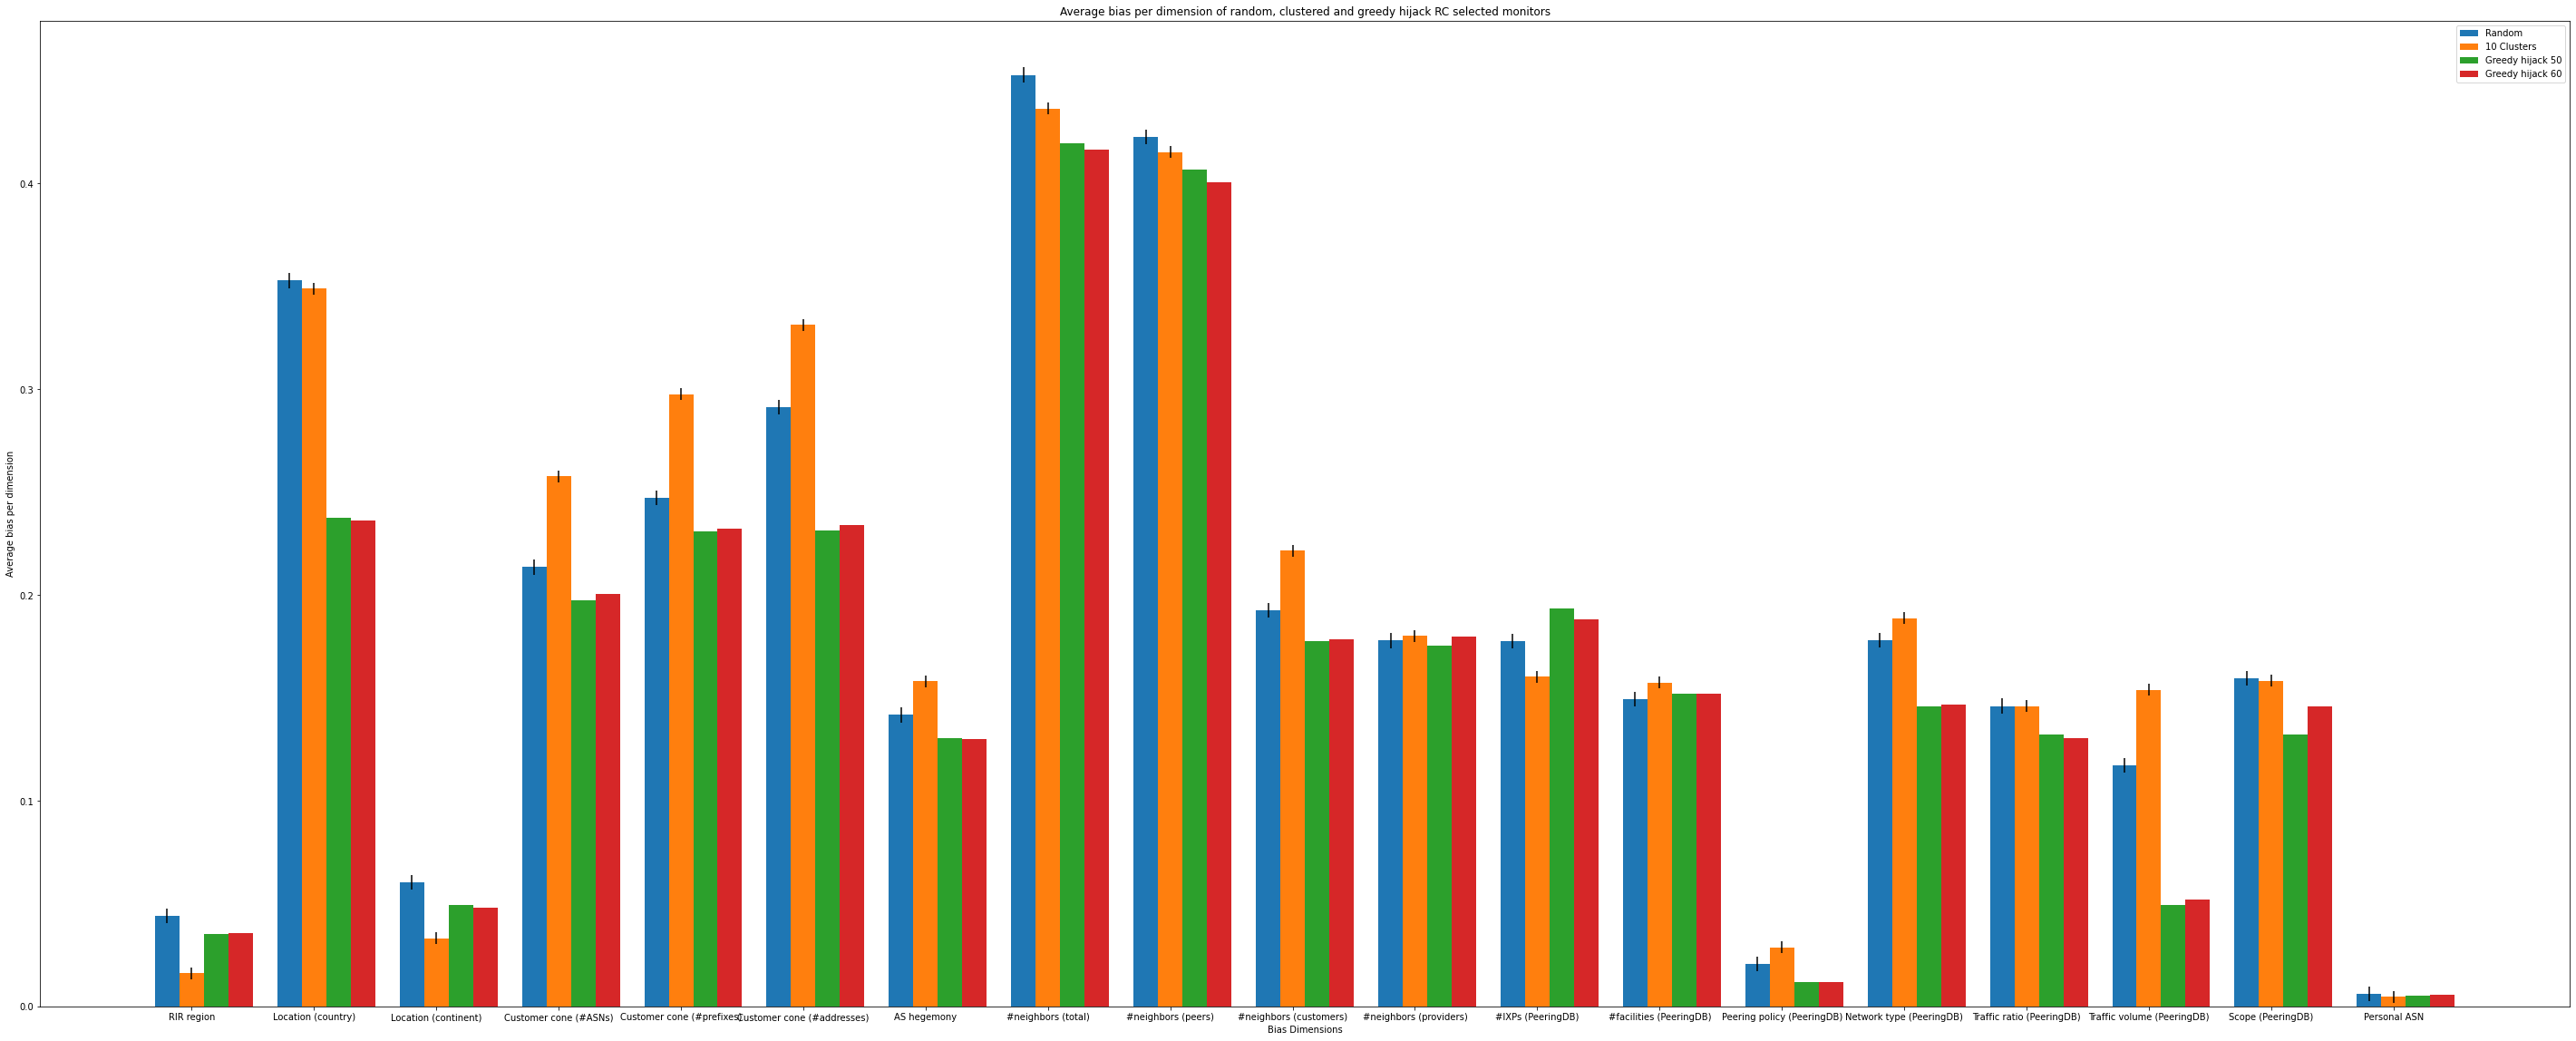 Average bias per dimension of random, clustered and greedy hijack RC selected monitors
Random
10 Clusters
Greedy hijack 50
Greedy hijack 60
Average bias per dimension
0.4
0.3
0.2
0.1
0.0
RIR region
Location (country)
Location (continent)
Customer cone (#ASNs)
Customer cone (#prefixes)
Customer cone (#addresses)
AS hegemony
#neighbors (total)
#neighbors (peers)
#neighbors (customers)
#neighbors (providers)
#IXPs (PeeringDB)
#facilities (PeeringDB)
Peering policy (PeeringDB)
Network type (PeeringDB)
Traffic ratio (PeeringDB)
Traffic volume (PeeringDB)
Scope (PeeringDB)
Personal ASN
Bias Dimensions